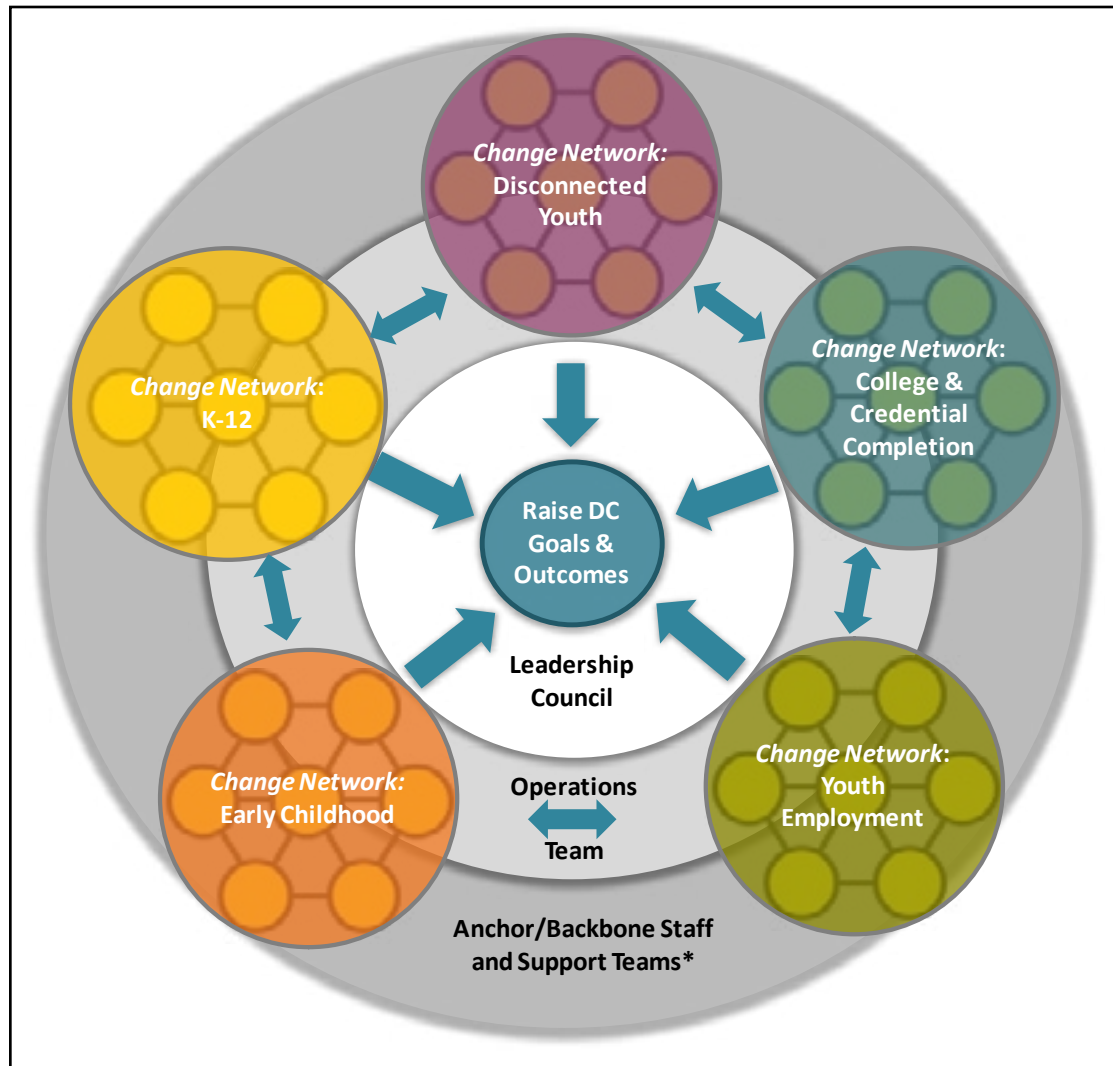 Change Network:
Disconnected
Youth
Change Network:
K-12
Change Network:
College &
Credential
Completion
Raise DC
Goals &
Outcomes
Leadership
Council
Change Network:
Early Childhood
Operations
Team
Change Network:
Youth
Employment
Anchor/Backbone Staff
and Support Teams*